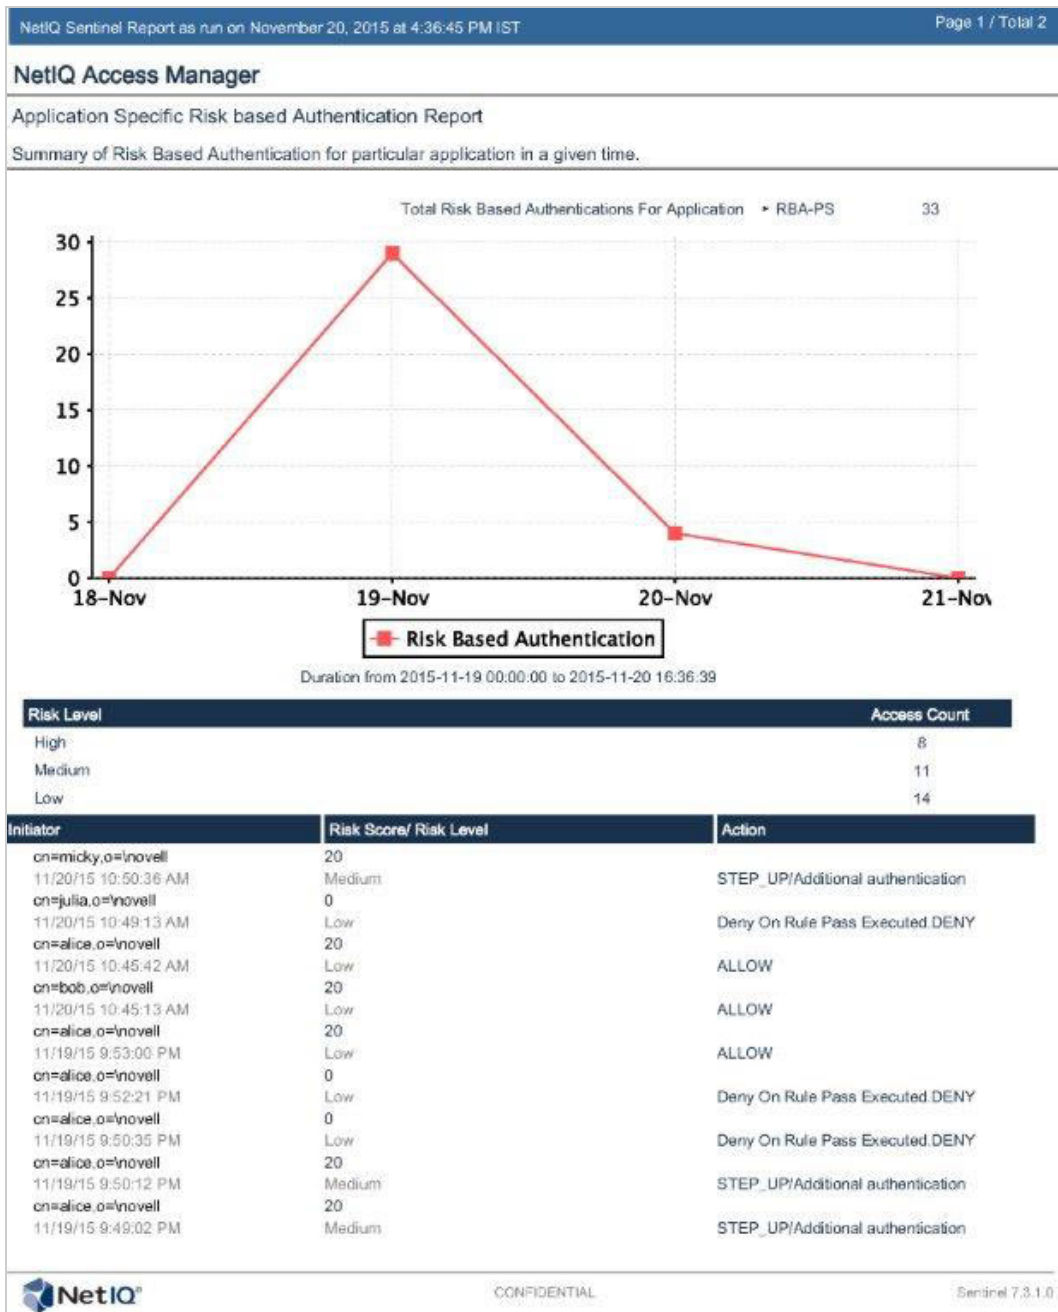 NetIQ Sentinel Report as run on November 20, 2015 at 4:36:45 PM IST Page 1 / Total 2
NetIQ Access Manager
Application Specific Risk based Authentication Report
Summary of Risk Based Authentication for particular application in a given time.
Total Risk Based Authentications For Application ▸ RBA-PS 33
30
25
20
15
10
5
0
18-Nov 19-Nov 20-Nov 21-Nov
Risk Based Authentication
Duration from 2015-11-19 00:00:00 to 2015-11-20 16:36:39
Risk Level Access Count
High 8
Medium 11
Low 14
Initiator Risk Score/ Risk Level Action
cn=micky,o=\novell 20
11/20/15 10:50:36 AM Medium STEP_UP/Additional authentication
cn=julia,o=\novell 0
11/20/15 10:49:13 AM Low Deny On Rule Pass Executed.DENY
cn=alice,o=\novell 20
11/20/15 10:45:42 AM Low ALLOW
cn=bob,o=\novell 20
11/20/15 10:45:13 AM Low ALLOW
cn=alice,o=\novell 20
11/19/15 9:53:00 PM Low ALLOW
cn=alice,o=\novell 0
11/19/15 9:52:21 PM Low Deny On Rule Pass Executed.DENY
cn=alice,o=\novell 0
11/19/15 9:50:35 PM Low Deny On Rule Pass Executed.DENY
cn=alice,o=\novell 20
11/19/15 9:50:12 PM Medium STEP_UP/Additional authentication
cn=alice,o=\novell 20
11/19/15 9:49:02 PM Medium STEP_UP/Additional authentication
NetIQ® CONFIDENTIAL Sentinel 7.3.1.0